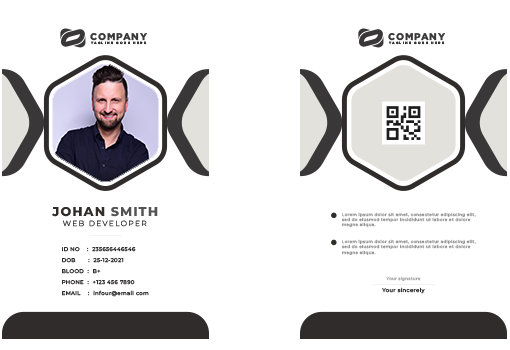 COMPANY
TAGLINE GOES HERE
JOHAN SMITH
WEB DEVELOPER
ID NO : 235656446546
DOB : 25-12-2021
BLOOD : B+
PHONE : +123 456 7890
EMAIL : infour@email com
COMPANY
TAGLINE GOES HERE
Lorem ipsum dolor sit amet, consectetur adipiscing elit,
sed do eiusmod tempor incididunt ut labore et dolore
magna aliqua.
Lorem ipsum dolor sit amet, consectetur adipiscing elit,
sed do eiusmod tempor incididunt ut labore et dolore
magna aliqua.
Your signature
Your sincerely